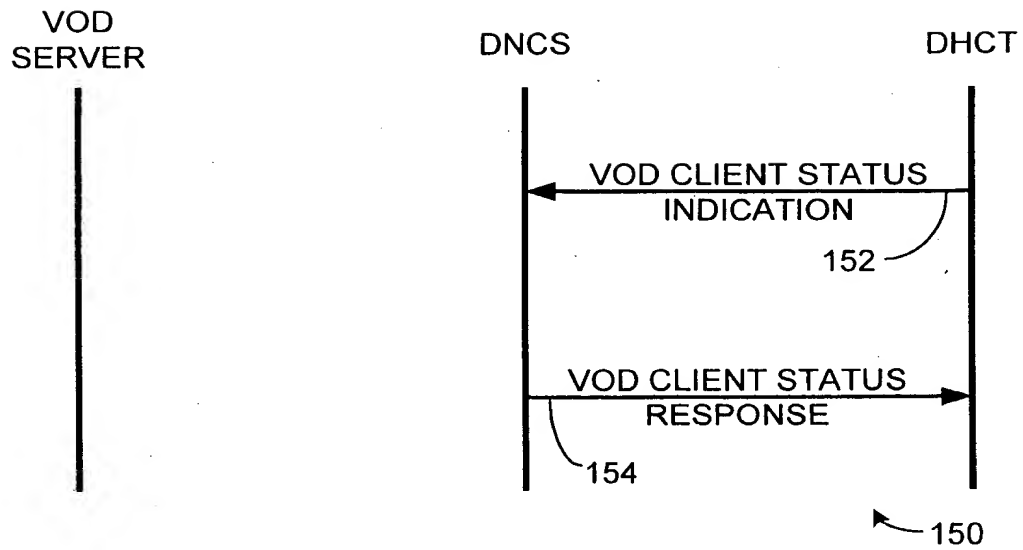 VOD
SERVER
DNCS
DHCT
VOD CLIENT STATUS
INDICATION
152
VOD CLIENT STATUS
RESPONSE
154
150